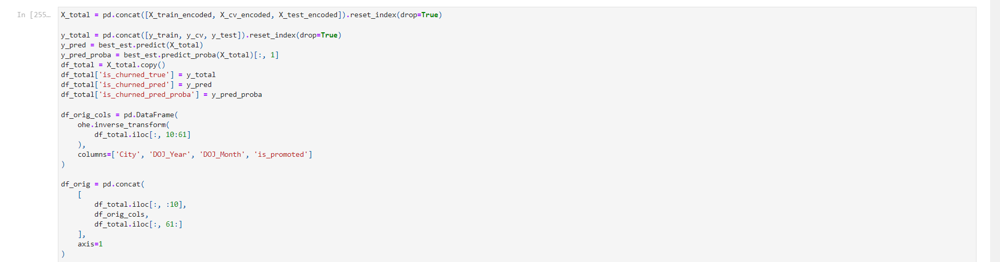 In [255…
X_total = pd.concat([X_train_encoded, X_cv_encoded, X_test_encoded]).reset_index(drop=True)
y_total = pd.concat([y_train, y_cv, y_test]).reset_index(drop=True)
y_pred = best_est.predict(X_total)
y_pred_proba = best_est.predict_proba(X_total)[:, 1]
df_total = X_total.copy()
df_total['is_churned_true'] = y_total
df_total['is_churned_pred'] = y_pred
df_total['is_churned_pred_proba'] = y_pred_proba
df_orig_cols = pd.DataFrame(
    ohe.inverse_transform(
        df_total.iloc[:, 10:61]
    ),
    columns=['City', 'DOJ_Year', 'DOJ_Month', 'is_promoted']
)
df_orig = pd.concat(
    [
        df_total.iloc[:, :10],
        df_orig_cols,
        df_total.iloc[:, 61:]
    ],
    axis=1
)